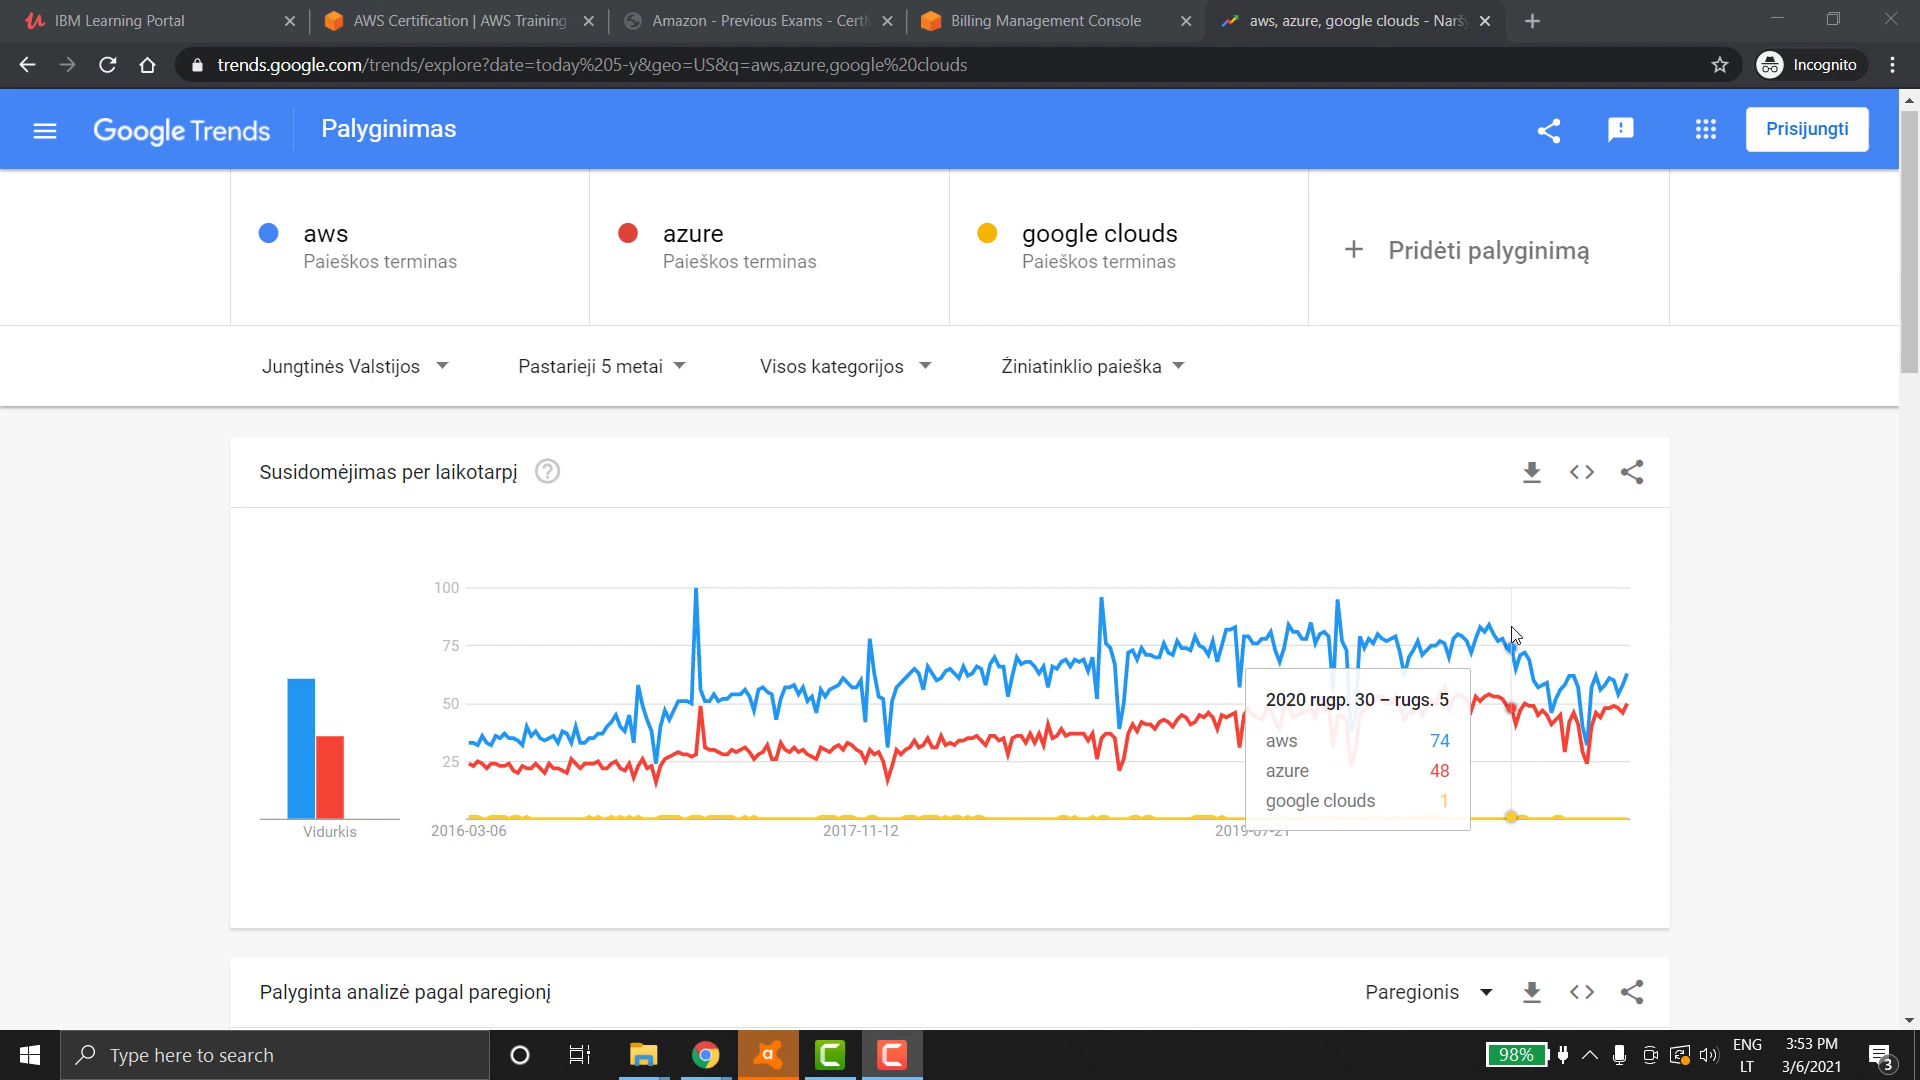 IBM Learning Portal
AWS Certification | AWS Training
Amazon - Previous Exams - Cert
Billing Management Console
aws, azure, google clouds - Narš
trends.google.com/trends/explore?date=today%205-y&geo=US&q=aws,azure,google%20clouds
Incognito
Google Trends
Palyginimas
Prisijungti
aws
Paieškos terminas
azure
Paieškos terminas
google clouds
Paieškos terminas
+ Pridėti palyginimą
Jungtinės Valstijos
Pastarieji 5 metai
Visos kategorijos
Žiniatinklio paieška
Susidomėjimas per laikotarpį
100
75
50
25
Vidurkis
2016-03-06
2017-11-12
2019-07-21
2020 rugp. 30 – rugs. 5
aws 74
azure 48
google clouds 1
Palyginta analizė pagal paregionį
Paregionis
Type here to search
98%
ENG
LT
3:53 PM
3/6/2021
3